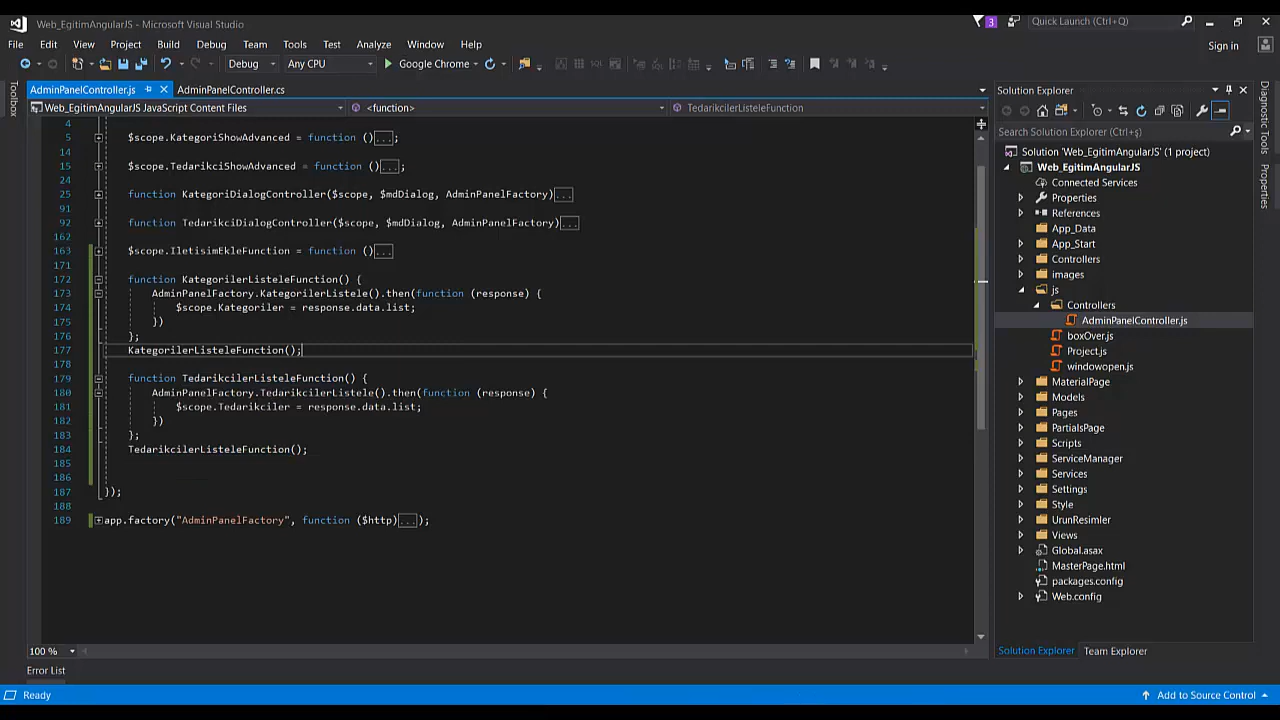 Web_EgitimAngularJS - Microsoft Visual Studio
3
Quick Launch (Ctrl+Q)
File Edit View Project Build Debug Team Tools Test Analyze Window Help
Sign in
Debug Any CPU Google Chrome
Toolbox
AdminPanelController.js AdminPanelController.cs
Web_EgitimAngularJS JavaScript Content Files <function> TedarikcilerListeleFunction
4
5 $scope.KategoriShowAdvanced = function ()...;
14
15 $scope.TedarikciShowAdvanced = function ()...;
24
25 function KategoriDialogController($scope, $mdDialog, AdminPanelFactory)...
91
92 function TedarikciDialogController($scope, $mdDialog, AdminPanelFactory)...
162
163 $scope.IletisimEkleFunction = function ()...
171
172 function KategorilerListeleFunction() {
173 AdminPanelFactory.KategorilerListele().then(function (response) {
174 $scope.Kategoriler = response.data.list;
175 })
176 };
177 KategorilerListeleFunction();
178
179 function TedarikcilerListeleFunction() {
180 AdminPanelFactory.TedarikcilerListele().then(function (response) {
181 $scope.Tedarikciler = response.data.list;
182 })
183 };
184 TedarikcilerListeleFunction();
185
186
187 });
188
189 app.factory("AdminPanelFactory", function ($http)...);
100 %
Error List
Ready
Add to Source Control
Solution Explorer
Search Solution Explorer (Ctrl+ş)
Solution 'Web_EgitimAngularJS' (1 project)
Web_EgitimAngularJS
Connected Services
Properties
References
App_Data
App_Start
Controllers
images
js
Controllers
AdminPanelController.js
boxOver.js
Project.js
windowopen.js
MaterialPage
Models
Pages
PartialsPage
Scripts
ServiceManager
Services
Settings
Style
UrunResimler
Views
Global.asax
MasterPage.html
packages.config
Web.config
Solution Explorer Team Explorer
Diagnostic Tools
Properties